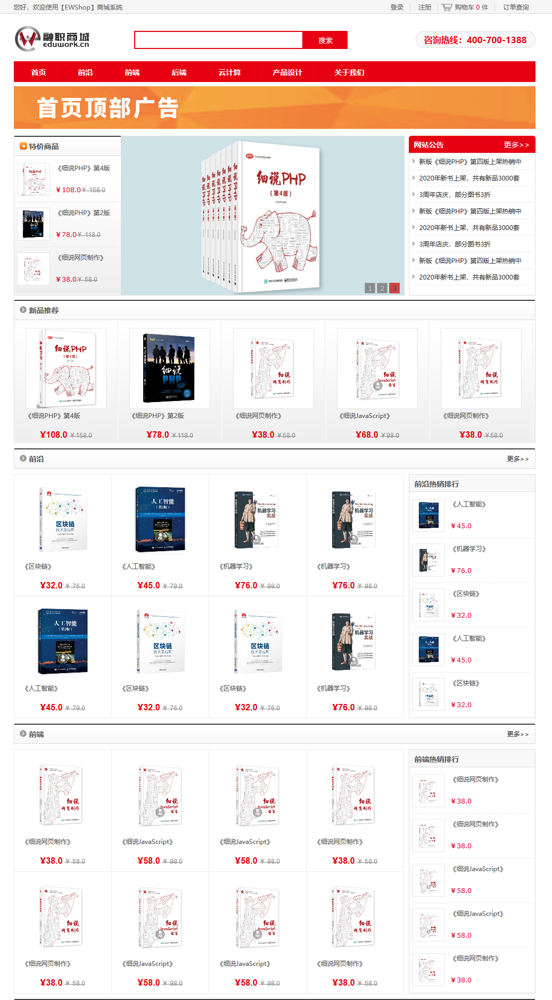 您好，欢迎使用【EWShop】商城系统
登录 注册 购物车 0 件 订单查询
融职商城
eduwork.cn
搜索
咨询热线：400-700-1388
首页 前沿 前端 后端 云计算 产品设计 关于我们
首页顶部广告
特价商品
《细说PHP》第4版
¥108.0 ¥ 158.0
《细说PHP》第2版
¥78.0 ¥ 118.0
《细说网页制作》
¥38.0 ¥ 58.0
细说PHP
（第4版）
1 2 3
网站公告 更多>>
新版《细说PHP》第四版上架热销中
2020年新书上架，共有新品3000套
3周年店庆，部分图书3折
新版《细说PHP》第四版上架热销中
2020年新书上架，共有新品3000套
3周年店庆，部分图书3折
新版《细说PHP》第四版上架热销中
2020年新书上架，共有新品3000套
新品推荐
《细说PHP》第4版 《细说PHP》第2版 《细说网页制作》 《细说JavaScript》 《细说网页制作》
¥108.0 ¥158.0 ¥78.0 ¥118.0 ¥38.0 ¥58.0 ¥68.0 ¥98.0 ¥38.0 ¥58.0
前沿 更多>>
《区块链》 《人工智能》 《机器学习》 《机器学习》
¥32.0 ¥ 76.0 ¥45.0 ¥ 79.0 ¥76.0 ¥ 98.0 ¥76.0 ¥ 98.0
《人工智能》 《区块链》 《区块链》 《机器学习》
¥45.0 ¥ 79.0 ¥32.0 ¥ 76.0 ¥32.0 ¥ 76.0 ¥76.0 ¥ 98.0
前沿热销排行
《人工智能》
¥45.0
《机器学习》
¥76.0
《区块链》
¥32.0
《人工智能》
¥45.0
《区块链》
¥32.0
前端 更多>>
《细说网页制作》 《细说JavaScript》 《细说JavaScript》 《细说网页制作》
¥38.0 ¥ 58.0 ¥58.0 ¥ 98.0 ¥58.0 ¥ 98.0 ¥38.0 ¥ 58.0
《细说网页制作》 《细说JavaScript》 《细说JavaScript》 《细说网页制作》
¥38.0 ¥ 58.0 ¥58.0 ¥ 98.0 ¥58.0 ¥ 98.0 ¥38.0 ¥ 58.0
前端热销排行
《细说网页制作》
¥38.0
《细说网页制作》
¥38.0
《细说JavaScript》
¥58.0
《细说JavaScript》
¥58.0
《细说网页制作》
¥38.0